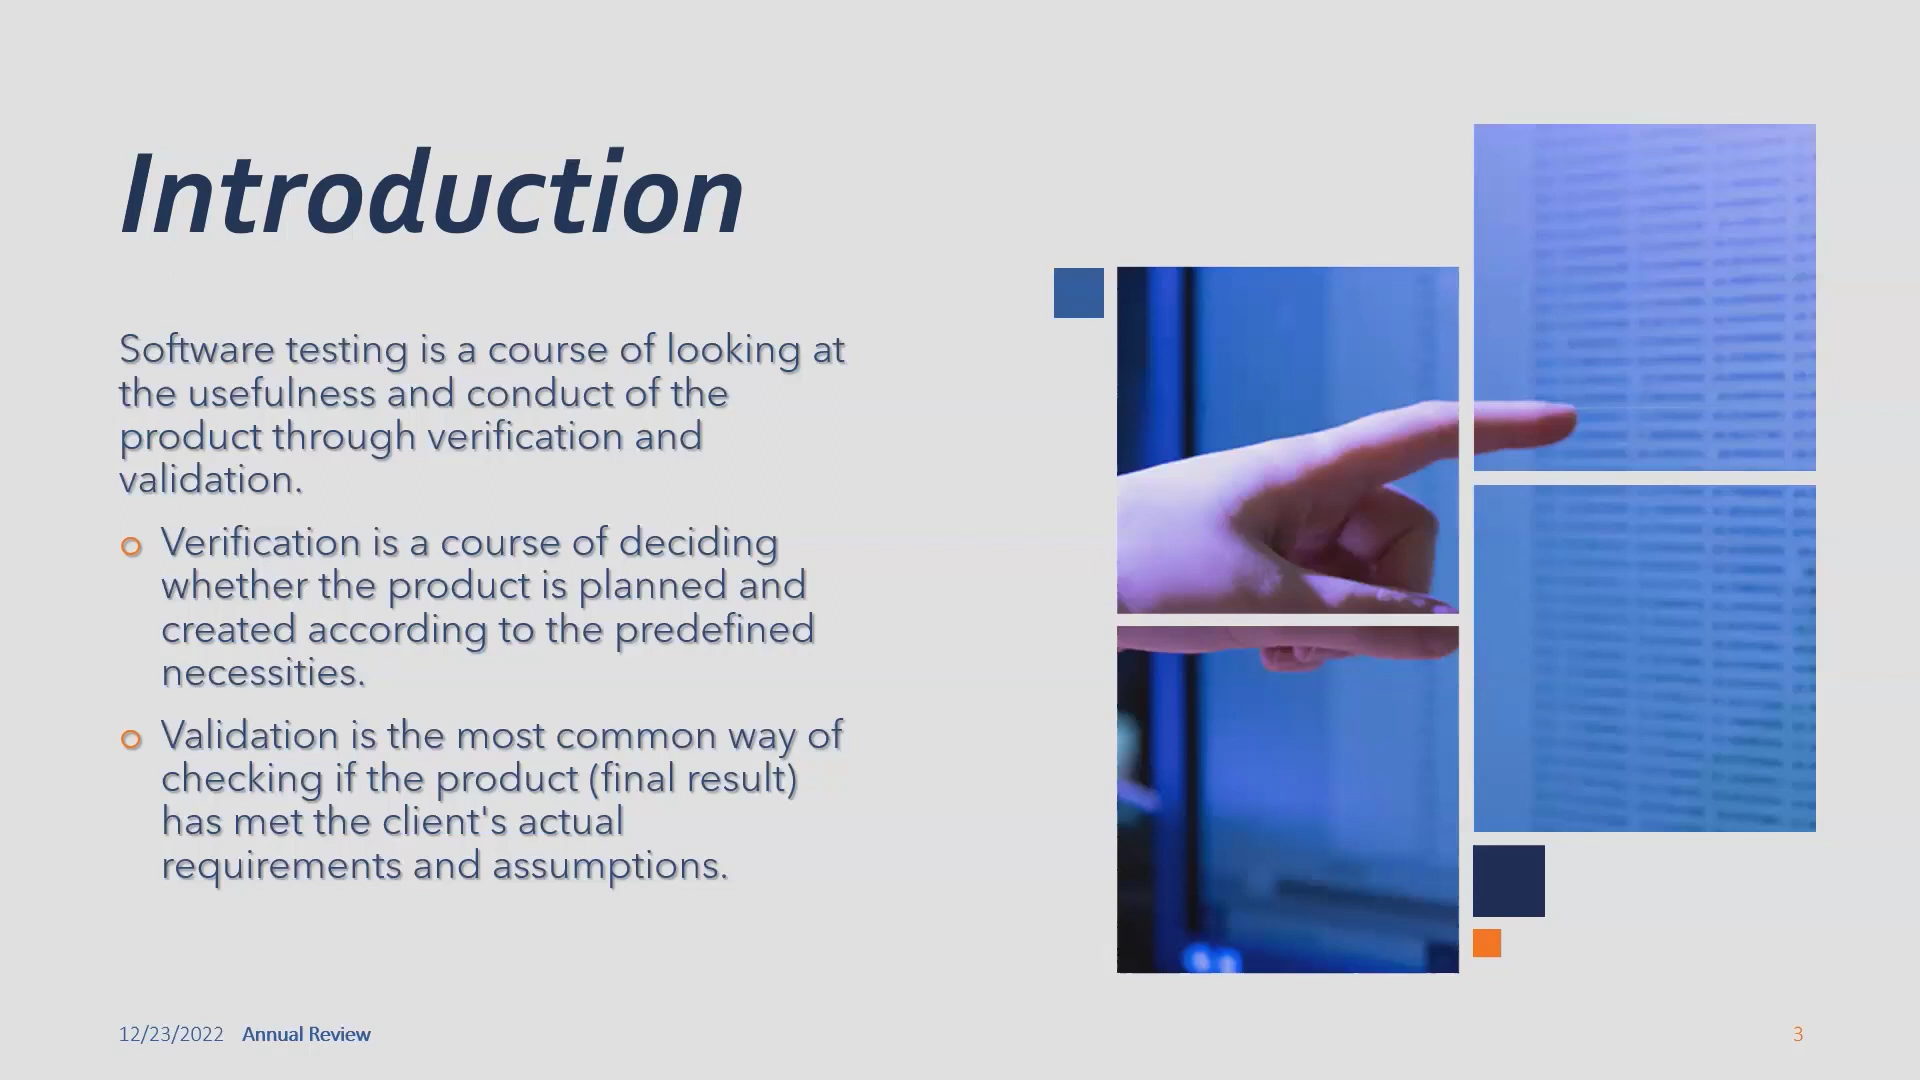 Introduction
Software testing is a course of looking at
the usefulness and conduct of the
product through verification and
validation.
Verification is a course of deciding
whether the product is planned and
created according to the predefined
necessities.
Validation is the most common way of
checking if the product (final result)
has met the client's actual
requirements and assumptions.
12/23/2022 Annual Review
3